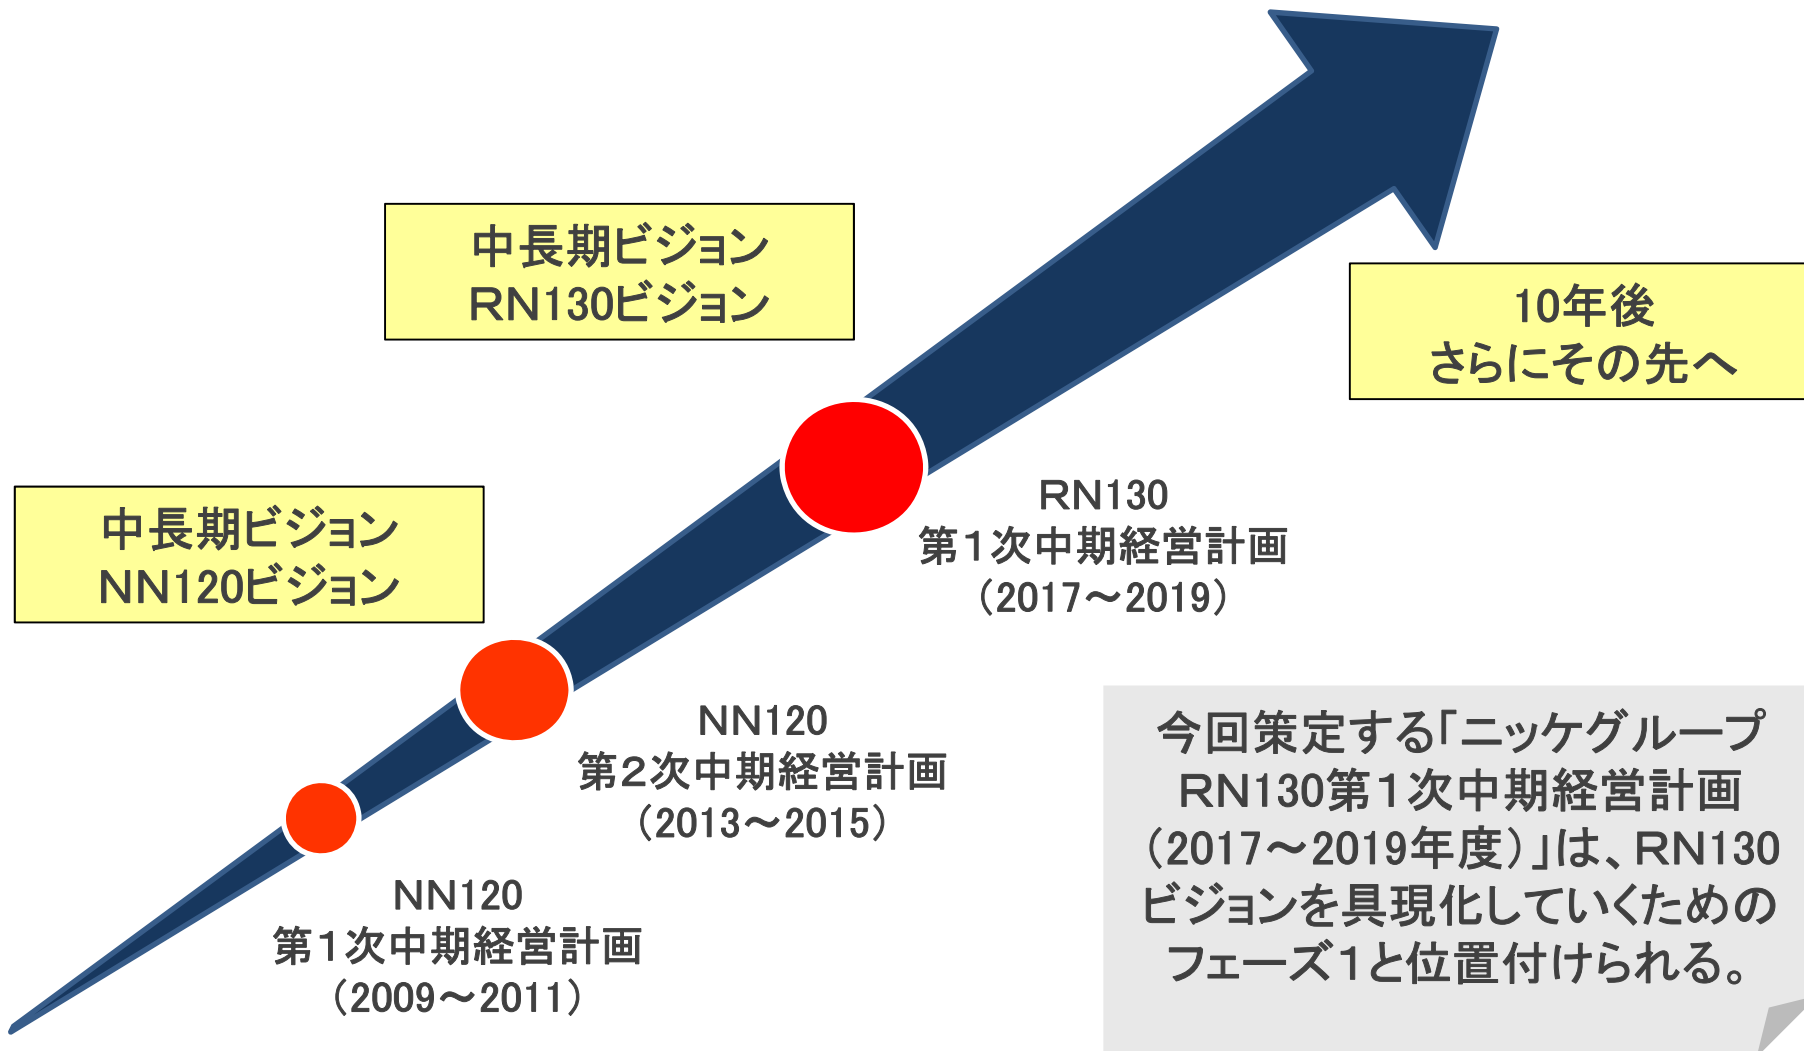 中長期ビジョン
ＲＮ130ビジョン
10年後
さらにその先へ
中長期ビジョン
ＮＮ120ビジョン
ＲＮ130
第１次中期経営計画
（2017～2019）
ＮＮ120
第２次中期経営計画
（2013～2015）
ＮＮ120
第１次中期経営計画
（2009～2011）
今回策定する「ニッケグループ
ＲＮ130第１次中期経営計画
（2017～2019年度）」は、ＲＮ130
ビジョンを具現化していくための
フェーズ１と位置付けられる。